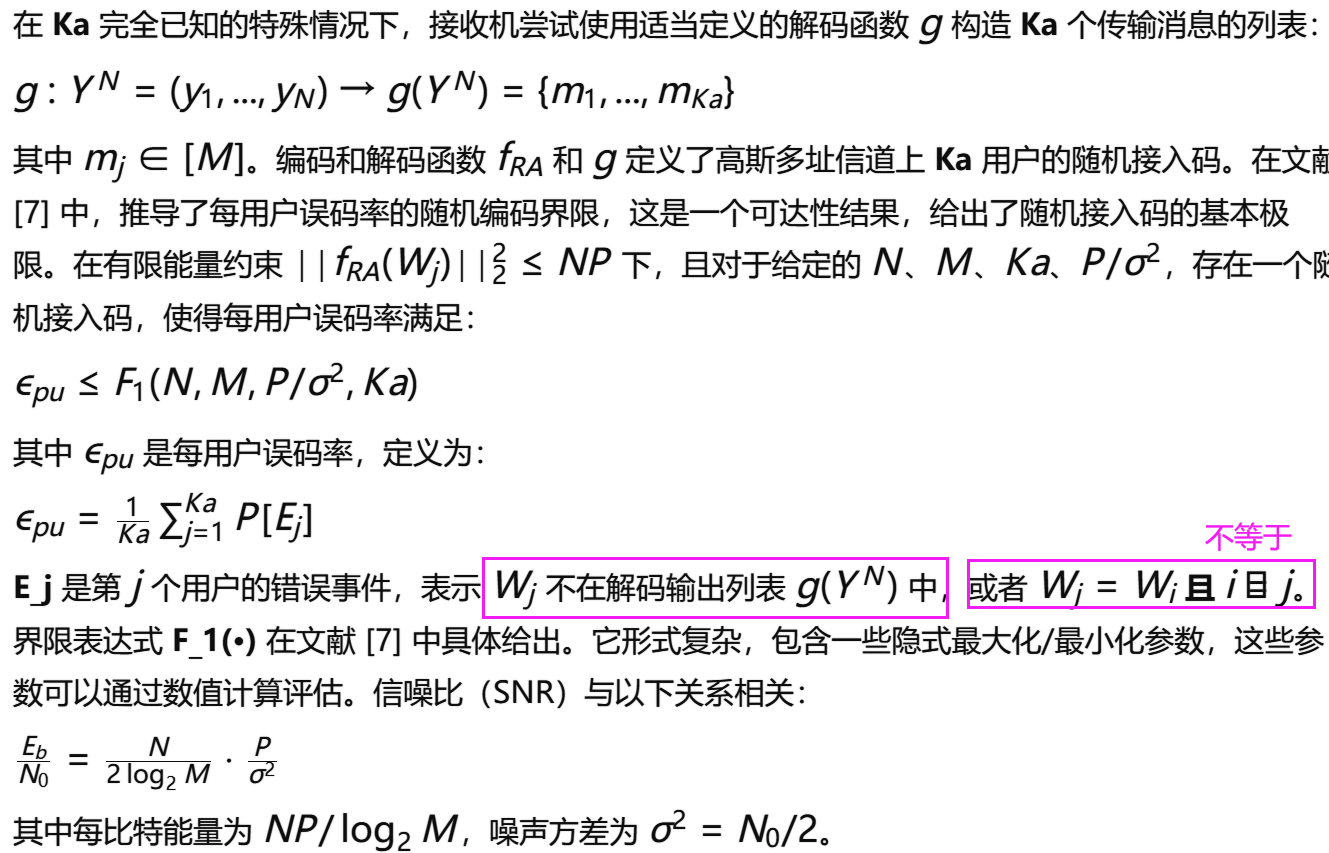 在 Ka 完全已知的特殊情况下，接收机尝试使用适当定义的解码函数 g 构造 Ka 个传输消息的列表：
g : Y^N = (y_1, ..., y_N) → g(Y^N) = {m_1, ..., m_{Ka}}
其中 m_j ∈ [M]。编码和解码函数 f_{RA} 和 g 定义了高斯多址信道上 Ka 用户的随机接入码。在文献
[7] 中，推导了每用户误码率的随机编码界限，这是一个可达性结果，给出了随机接入码的基本极
限。在有限能量约束 ||f_{RA}(W_j)||_2^2 ≤ NP 下，且对于给定的 N、M、Ka、P/σ^2，存在一个随
机接入码，使得每用户误码率满足：
ϵ_{pu} ≤ F_1(N, M, P/σ^2, Ka)
其中 ϵ_{pu} 是每用户误码率，定义为：
ϵ_{pu} = \frac{1}{Ka} ∑_{j=1}^{Ka} P[E_j]
不等于
E_j 是第 j 个用户的错误事件，表示 W_j 不在解码输出列表 g(Y^N) 中，或者 W_j = W_i 且 i 日 j。
界限表达式 F_1(•) 在文献 [7] 中具体给出。它形式复杂，包含一些隐式最大化/最小化参数，这些参
数可以通过数值计算评估。信噪比（SNR）与以下关系相关：
\frac{E_b}{N_0} = \frac{N}{2 \log_2 M} · \frac{P}{σ^2}
其中每比特能量为 NP/ log_2 M，噪声方差为 σ^2 = N_0/2。